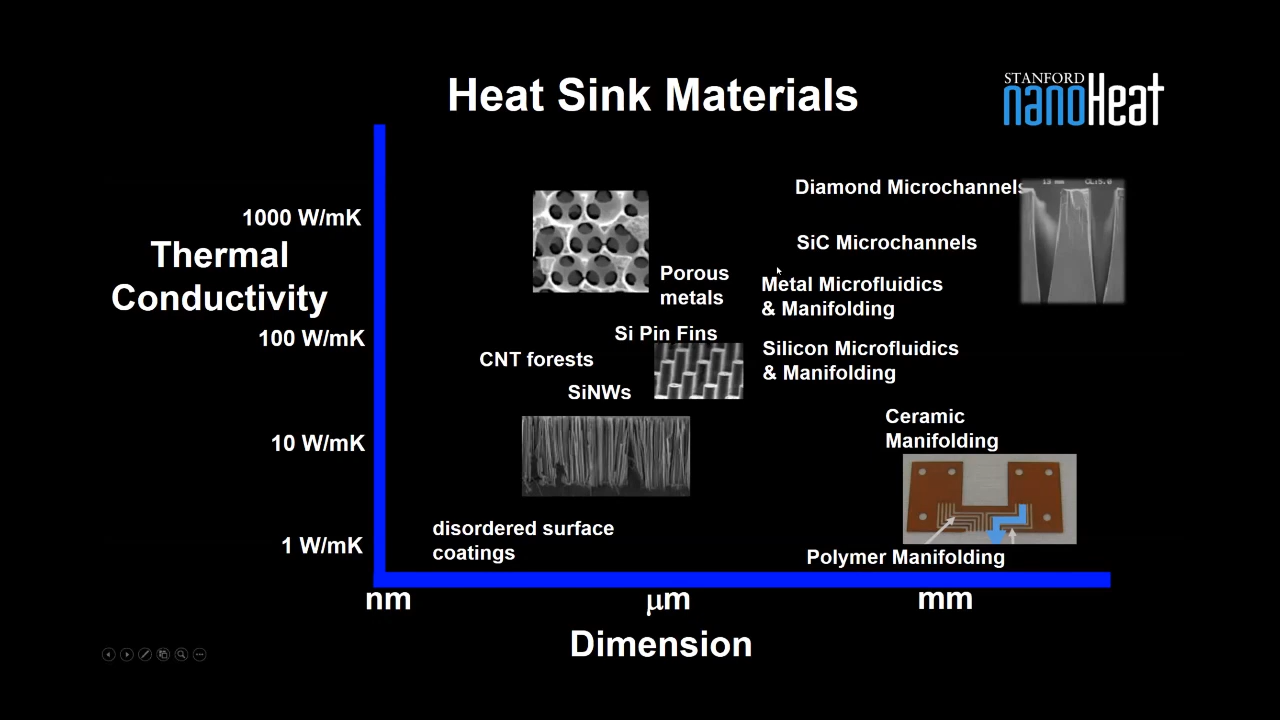 Heat Sink Materials
STANFORD
nanoHeat
1000 W/mK
Thermal
Conductivity
100 W/mK
10 W/mK
1 W/mK
Diamond Microchannels
SiC Microchannels
Porous
metals
Metal Microfluidics
& Manifolding
Si Pin Fins
CNT forests
SiNWs
Silicon Microfluidics
& Manifolding
Ceramic
Manifolding
disordered surface
coatings
Polymer Manifolding
nm
μm
mm
Dimension